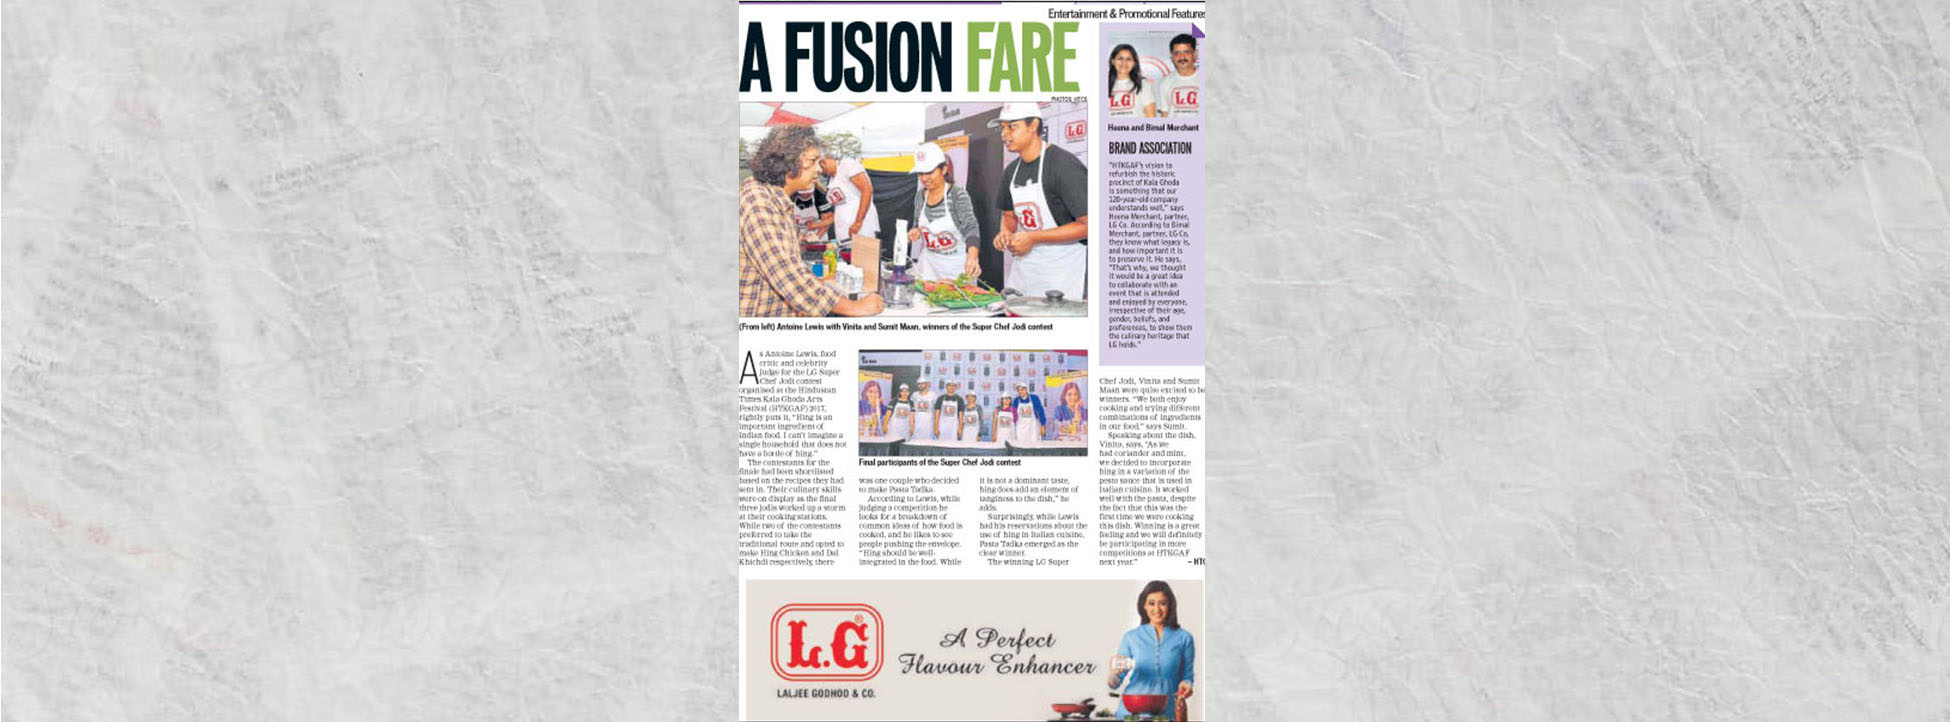 Entertainment & Promotional Features
A FUSION FARE
PHOTOS: HTCS
L.G
L.G
Heena and Bimal Merchant
BRAND ASSOCIATION
"HTKGAF's vision to
refurbish the historic
precinct of Kala Ghoda
is something that our
120-year-old company
understands well," says
Heena Merchant, partner,
LG Co. According to Bimal
Merchant, partner, LG Co,
they know what legacy is,
and how important it is
to preserve it. He says,
"That's why, we thought
it would be a great idea
to collaborate with an
event that is attended
and enjoyed by everyone,
irrespective of their age,
gender, beliefs, and
preferences, to show them
the culinary heritage that
LG holds."
L.G
L.G
(From left) Antoine Lewis with Vinita and Sumit Maan, winners of the Super Chef Jodi contest
As Antoine Lewis, food
critic and celebrity
judge for the LG Super
Chef Jodi contest
organised at the Hindustan
Times Kala Ghoda Arts
Festival (HTKGAF) 2017,
rightly puts it, "Hing is an
important ingredient of
Indian food. I can't imagine a
single household that does not
have a bottle of hing."
The contestants for the
finale had been shortlisted
based on the recipes they had
sent in. Their culinary skills
were on display as the final
three jodis worked up a storm
at their cooking stations.
While two of the contestants
preferred to take the
traditional route and opted to
make Hing Chicken and Dal
Khichdi respectively, there
Final participants of the Super Chef Jodi contest
was one couple who decided
to make Pasta Tadka.
According to Lewis, while
judging a competition he
looks for a breakdown of
common ideas of how food is
cooked, and he likes to see
people pushing the envelope.
"Hing should be well-
integrated in the food. While
it is not a dominant taste,
hing does add an element of
tanginess to the dish," he
adds.
Surprisingly, while Lewis
had his reservations about the
use of hing in Italian cuisine,
Pasta Tadka emerged as the
clear winner.
The winning LG Super
Chef Jodi, Vinita and Sumit
Maan were quite excited to be
winners. "We both enjoy
cooking and trying different
combinations of ingredients
in our food," says Sumit.
Speaking about the dish,
Vinita, says, "As we
had coriander and mint,
we decided to incorporate
hing in a variation of the
pesto sauce that is used in
Italian cuisine. It worked
well with the pasta, despite
the fact that this was the
first time we were cooking
this dish. Winning is a great
feeling and we will definitely
be participating in more
competitions at HTKGAF
next year." – HTC
L.G®
LALJEE GODHOO & CO.
A Perfect
Flavour Enhancer